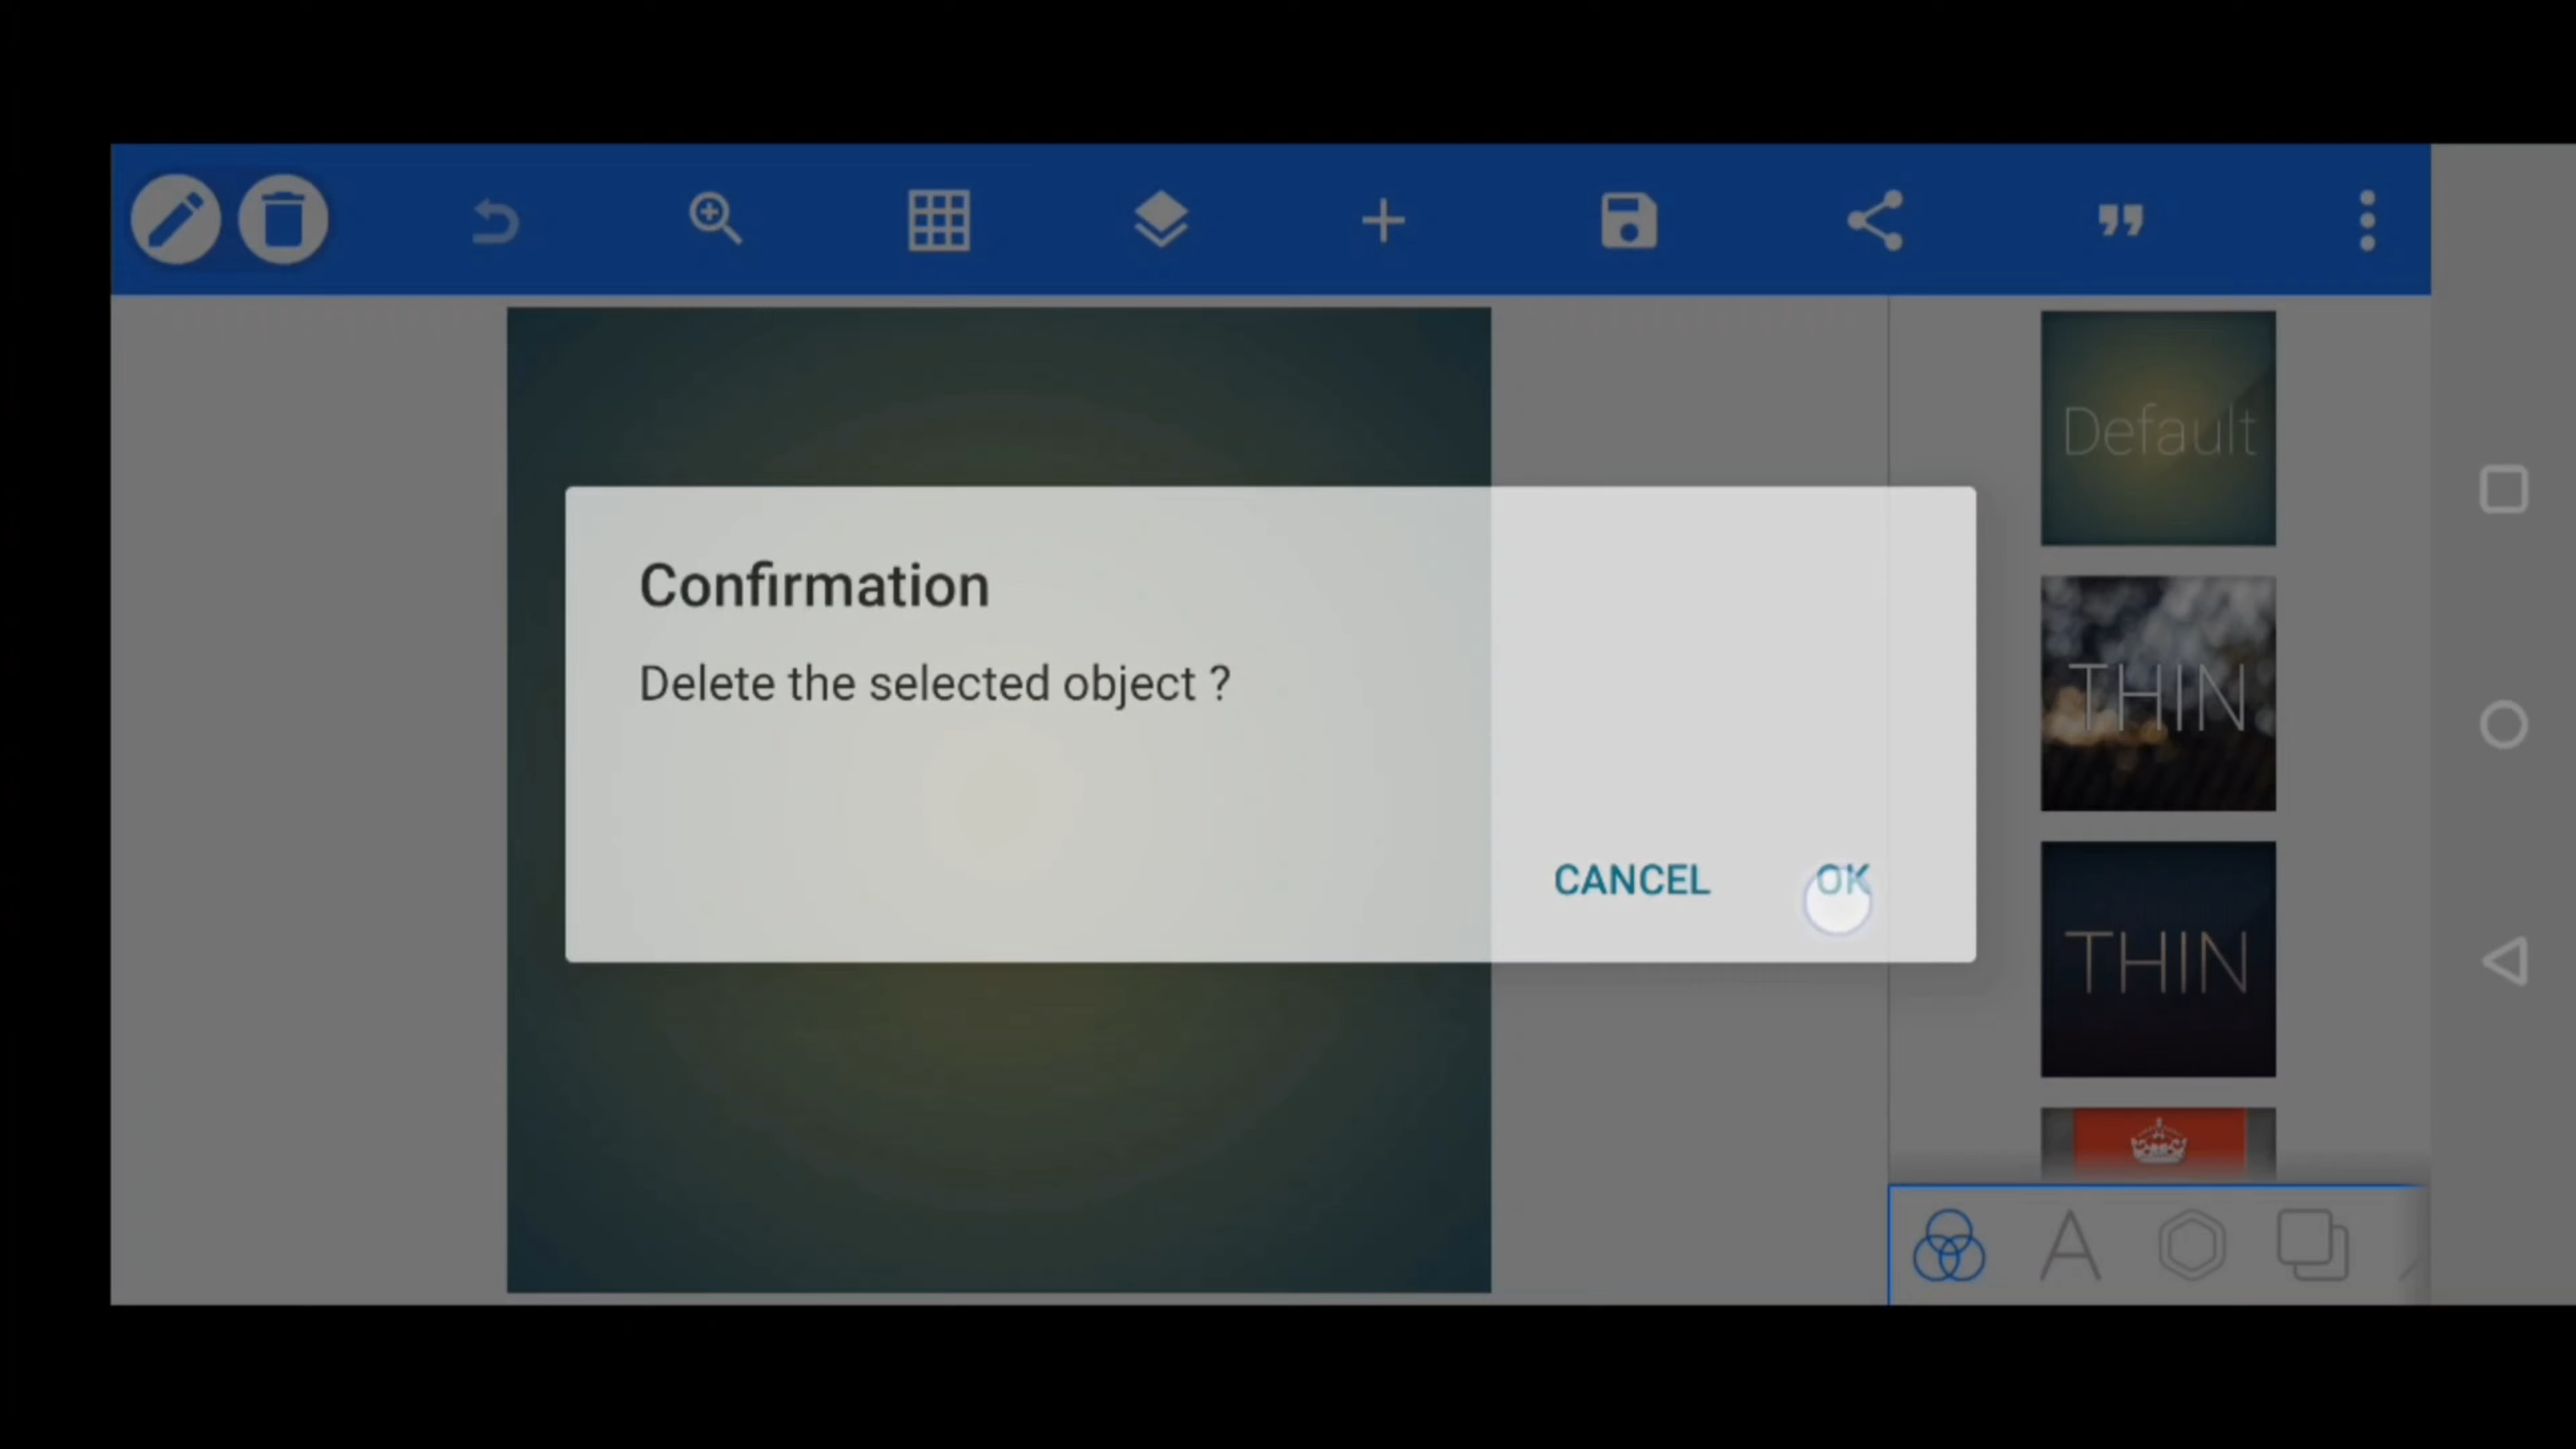 Default
Confirmation
Delete the selected object ?
THIN
CANCEL
OK
THIN